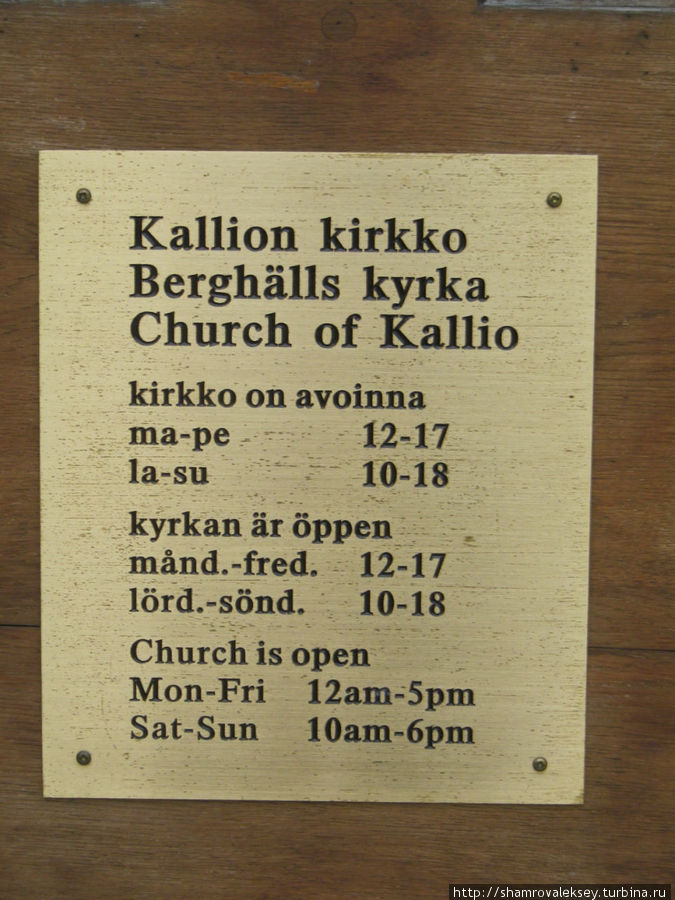 Kallion kirkko
Berghälls kyrka
Church of Kallio
kirkko on avoinna
ma-pe 12-17
la-su 10-18
kyrkan är öppen
månd.-fred. 12-17
lörd.-sönd. 10-18
Church is open
Mon-Fri 12am-5pm
Sat-Sun 10am-6pm
http://shamrovaleksey.turbina.ru